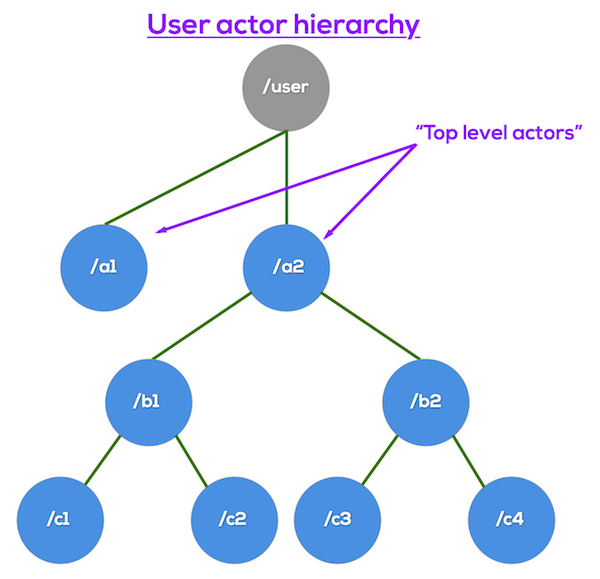 User actor hierarchy
/user
“Top level actors”
/a1
/a2
/b1
/b2
/c1
/c2
/c3
/c4